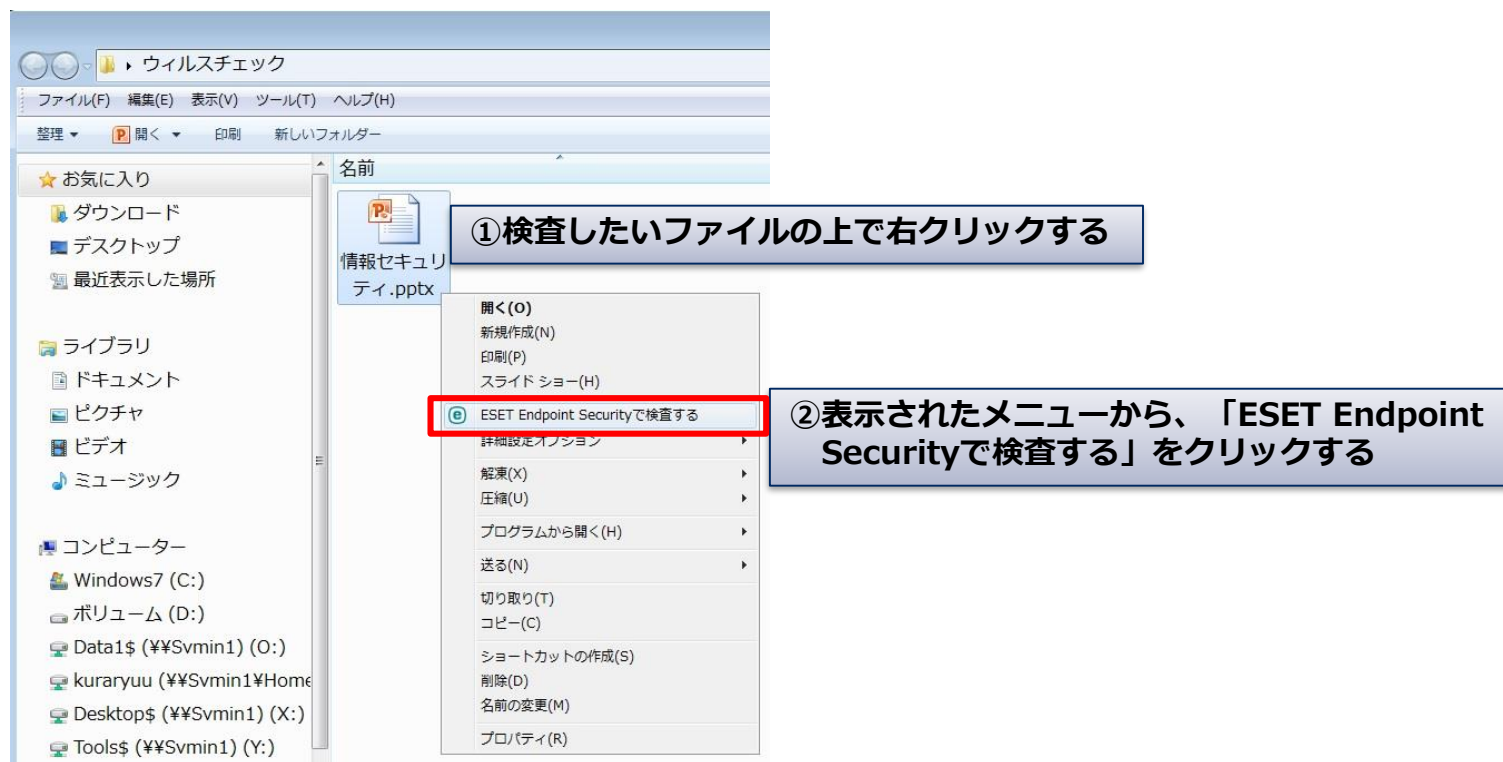 ウィルスチェック
ファイル(F) 編集(E) 表示(V) ツール(T) ヘルプ(H)
整理 開く 印刷 新しいフォルダー
お気に入り
ダウンロード
デスクトップ
最近表示した場所
ライブラリ
ドキュメント
ピクチャ
ビデオ
ミュージック
コンピューター
Windows7 (C:)
ボリューム (D:)
Data1$ (¥¥Svmin1) (O:)
kuraryuu (¥¥Svmin1¥Home
Desktop$ (¥¥Svmin1) (X:)
Tools$ (¥¥Svmin1) (Y:)
名前
情報セキュリ
ティ.pptx
①検査したいファイルの上で右クリックする
開く(O)
新規作成(N)
印刷(P)
スライド ショー(H)
ESET Endpoint Securityで検査する
詳細設定オプション
解凍(X)
圧縮(U)
プログラムから開く(H)
送る(N)
切り取り(T)
コピー(C)
ショートカットの作成(S)
削除(D)
名前の変更(M)
プロパティ(R)
②表示されたメニューから、「ESET Endpoint
Securityで検査する」をクリックする